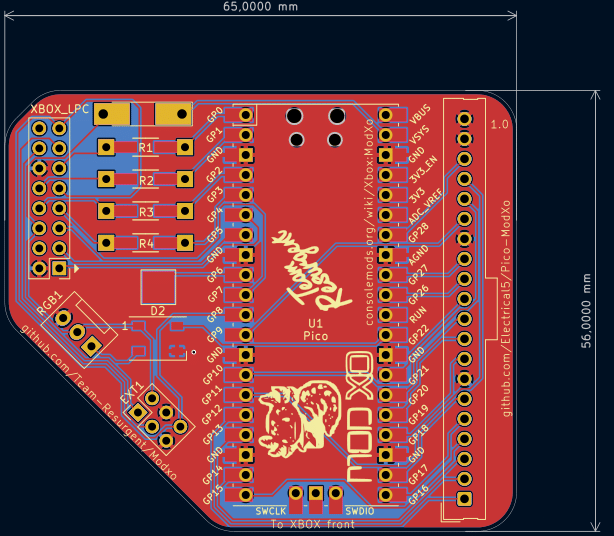 65,0000 mm
XBOX_LPC
R1
R2
R3
R4
GP0
GP1
GND
GP2
GP3
GP4
GP5
GND
GP6
GP7
GP8
GP9
GND
GP10
GP11
GP12
GP13
GND
GP14
GP15
VBUS
VSYS
GND
3V3_EN
3V3
ADC_VREF
GP28
AGND
GP27
GP26
RUN
GP22
GND
GP21
GP20
GP19
GP18
GND
GP17
GP16
1.0
consolemods.org/wiki/Xbox:ModXo
Team
Resurgent
U1
Pico
D2
1
RGB1
EXT1
github.com/Team_Resurgent/Modxo
MOD XO
github.com/Electrical5/Pico-ModXo
SWCLK
SWDIO
To XBOX front
56,0000 mm